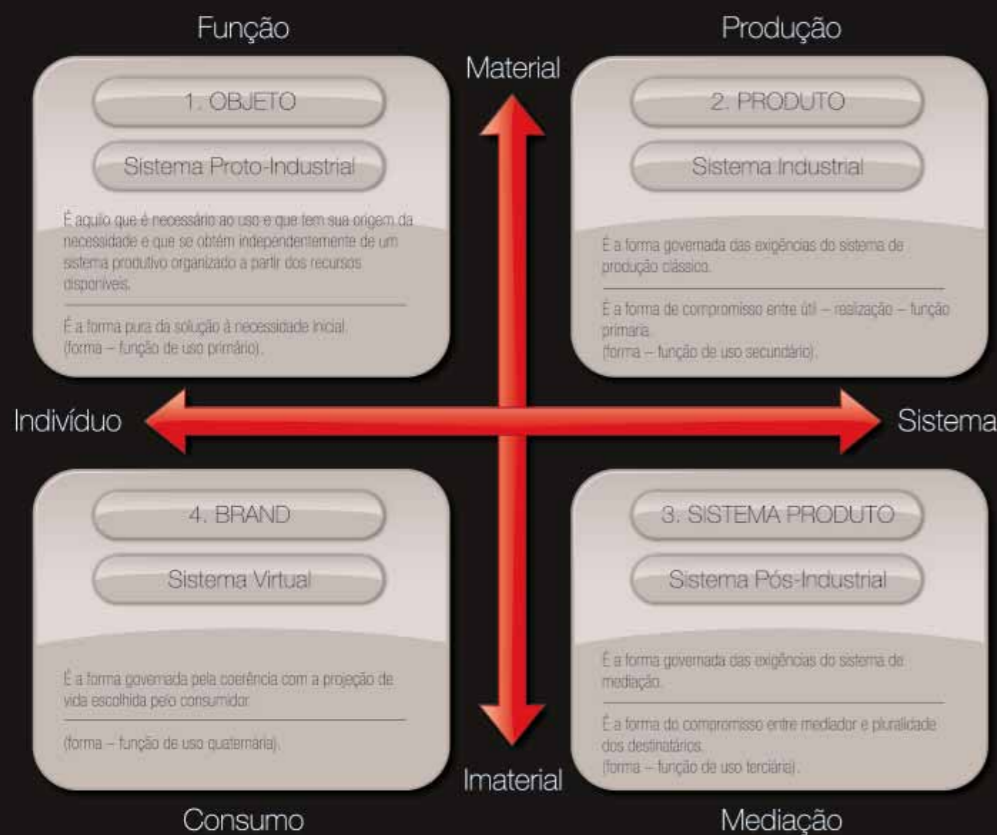 Função
Produção
Material
1. OBJETO
Sistema Proto-Industrial
É aquilo que é necessário ao uso e que tem sua origem da
necessidade e que se obtém independentemente de um
sistema produtivo organizado a partir dos recursos
disponíveis.
É a forma pura da solução à necessidade inicial.
(forma – função de uso primário).
2. PRODUTO
Sistema Industrial
É a forma governada das exigências do sistema de
produção clássico.
É a forma de compromisso entre útil – realização – função
primaria.
(forma – função de uso secundário).
Indivíduo
Sistema
4. BRAND
Sistema Virtual
É a forma governada pela coerência com a projeção de
vida escolhida pelo consumidor.
(forma – função de uso quaternária).
3. SISTEMA PRODUTO
Sistema Pós-Industrial
É a forma governada das exigências do sistema de
mediação.
É a forma do compromisso entre mediador e pluralidade
dos destinatários.
(forma – função de uso terciária).
Imaterial
Consumo
Mediação